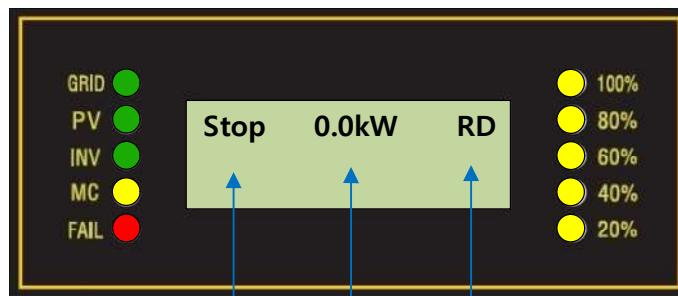 GRID
PV
INV
MC
FAIL
Stop 0.0kW RD
100%
80%
60%
40%
20%